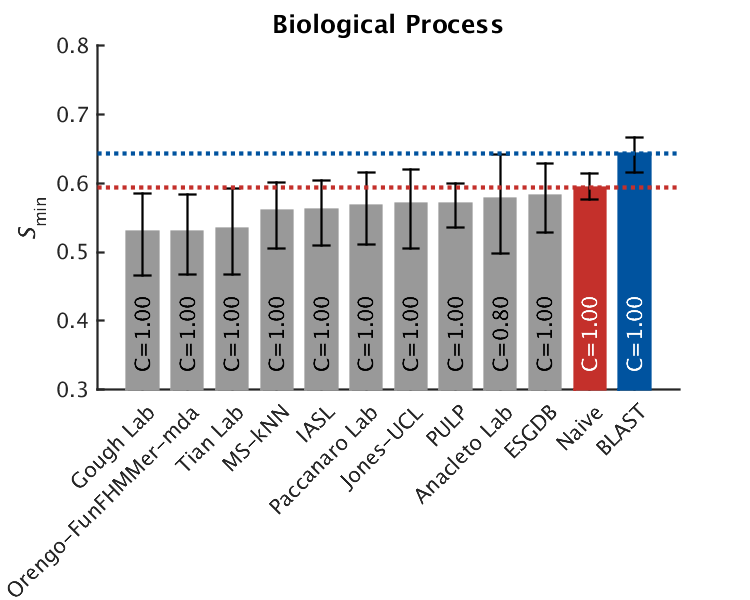 Biological Process
0.8
0.7
0.6
0.5
0.4
0.3
Smin
C=1.00
C=1.00
C=1.00
C=1.00
C=1.00
C=1.00
C=1.00
C=1.00
C=0.80
C=1.00
C=1.00
C=1.00
Gough Lab
Orengo-FunFHMMer-mda
Tian Lab
MS-kNN
IASL
Paccanaro Lab
Jones-UCL
PULP
Anacleto Lab
ESGDB
Naive
BLAST